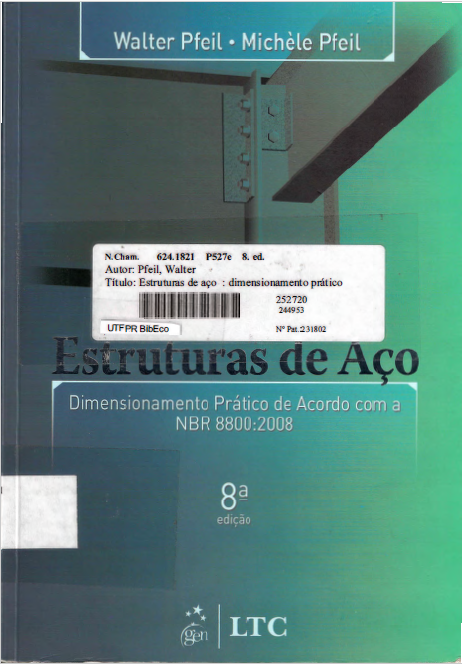 Walter Pfeil • Michèle Pfeil
N.Cham. 624.1821 P527e 8. ed.
Autor: Pfeil, Walter
Título: Estruturas de aço : dimensionamento prático
252720
244953
UTFPR BibEco
Nº Pat.:231802
Estruturas de Aço
Dimensionamento Prático de Acordo com a
NBR 8800:2008
8ª
edição
gen
LTC